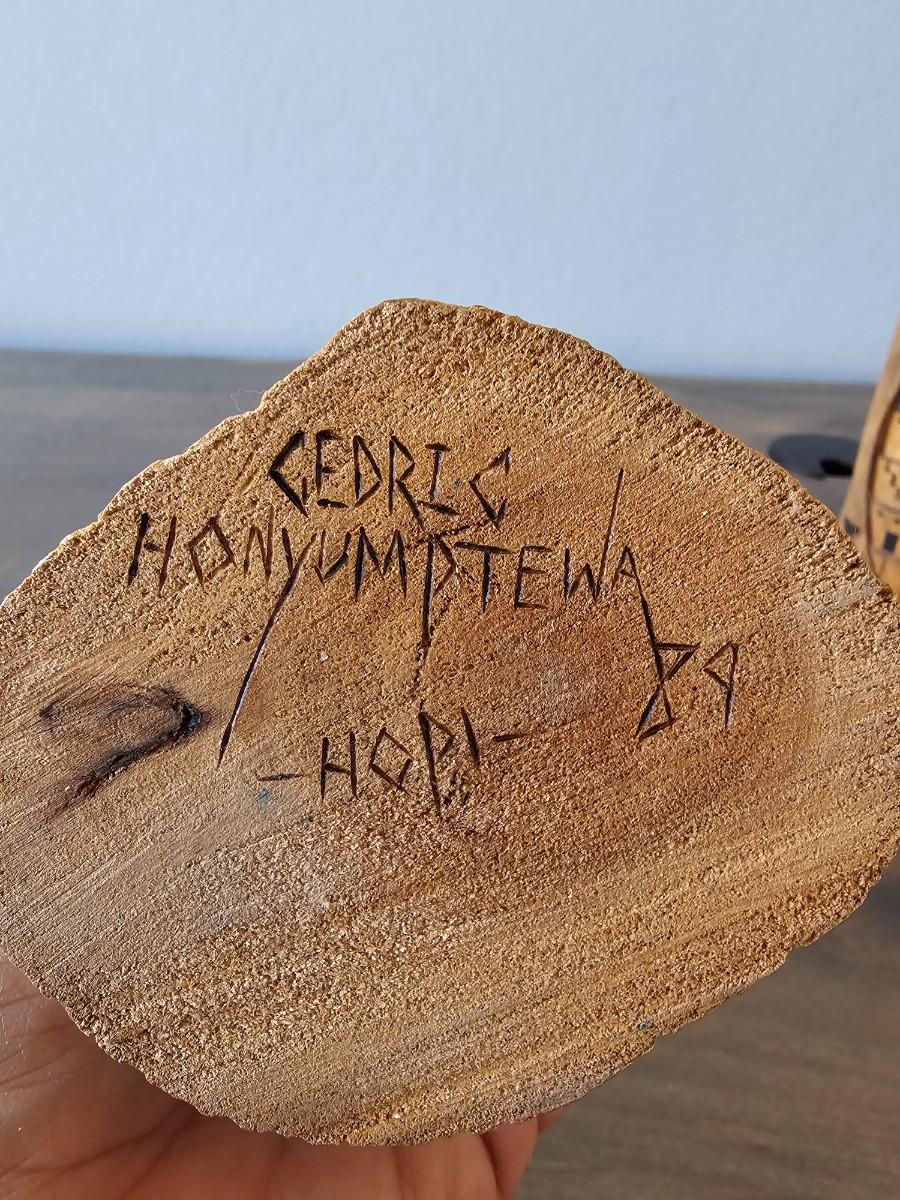 CEDRIC
HONYUMPTEWA
89
-HOPI-